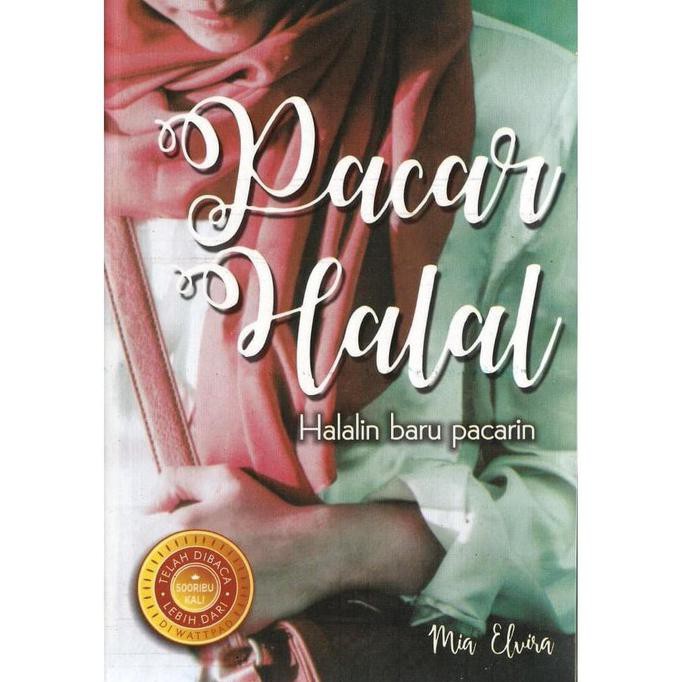 Pacar
Halal
Halalin baru pacarin
TELAH DIBACA
500RIBU
KALI
LEBIH DARI
DI WATTPAD
Mia Elvira